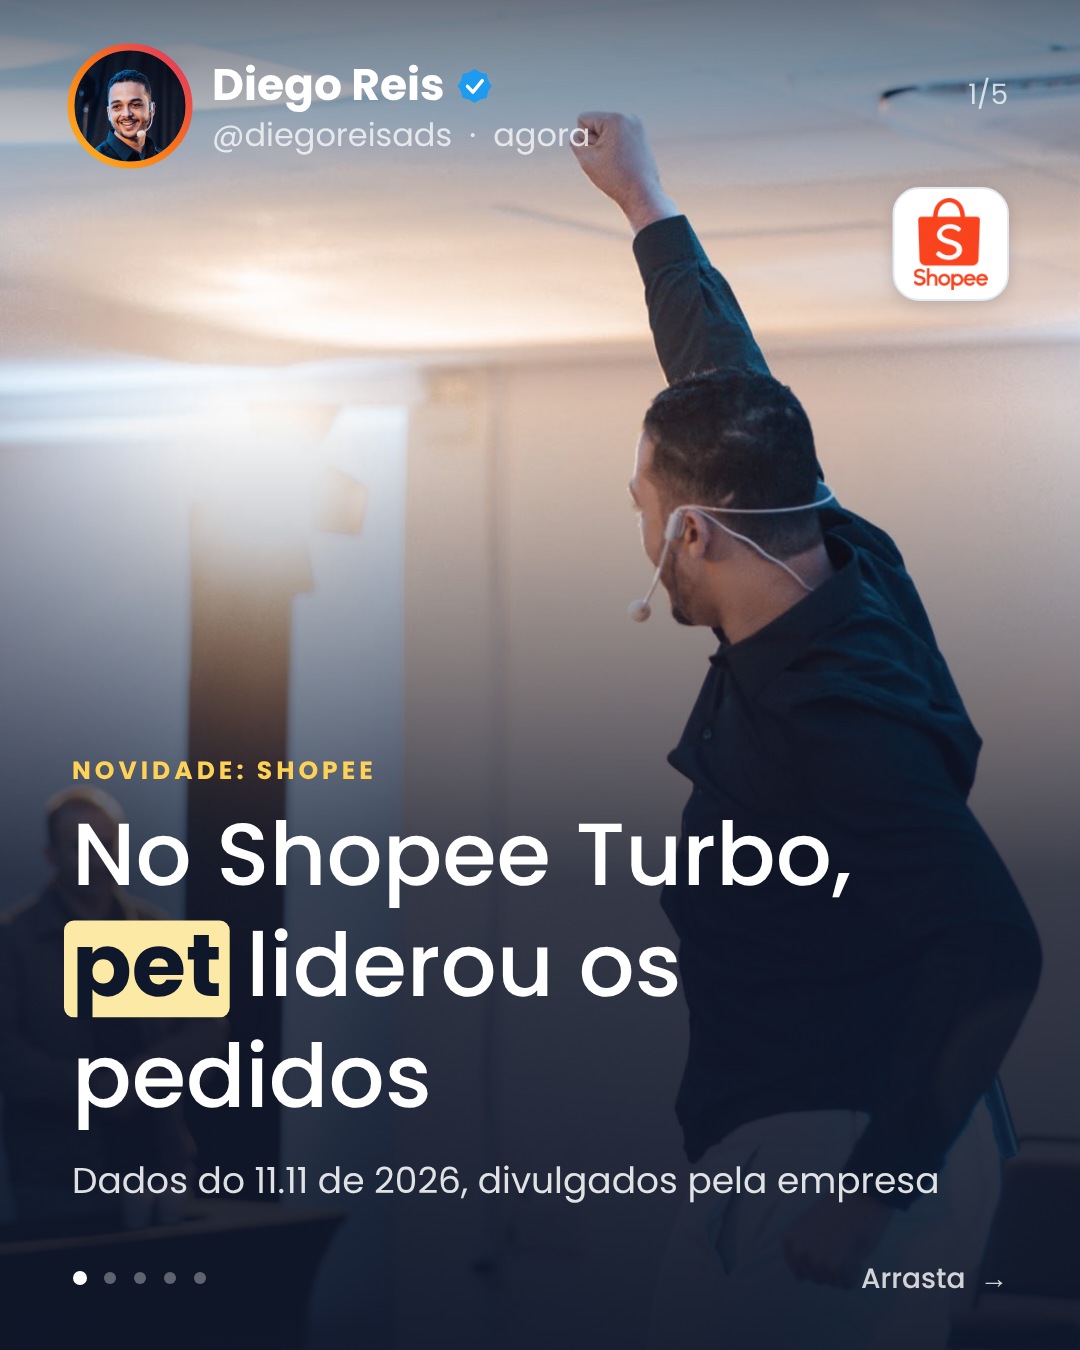 Diego Reis
@diegoreisads · agora
1/5
S
Shopee
NOVIDADE: SHOPEE
No Shopee Turbo,
pet liderou os
pedidos
Dados do 11.11 de 2026, divulgados pela empresa
Arrasta →